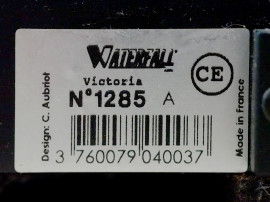 WATERFALL
Victoria
N°1285 A
CE
Design: C. Aubriot
Made in France
3 760079 040037